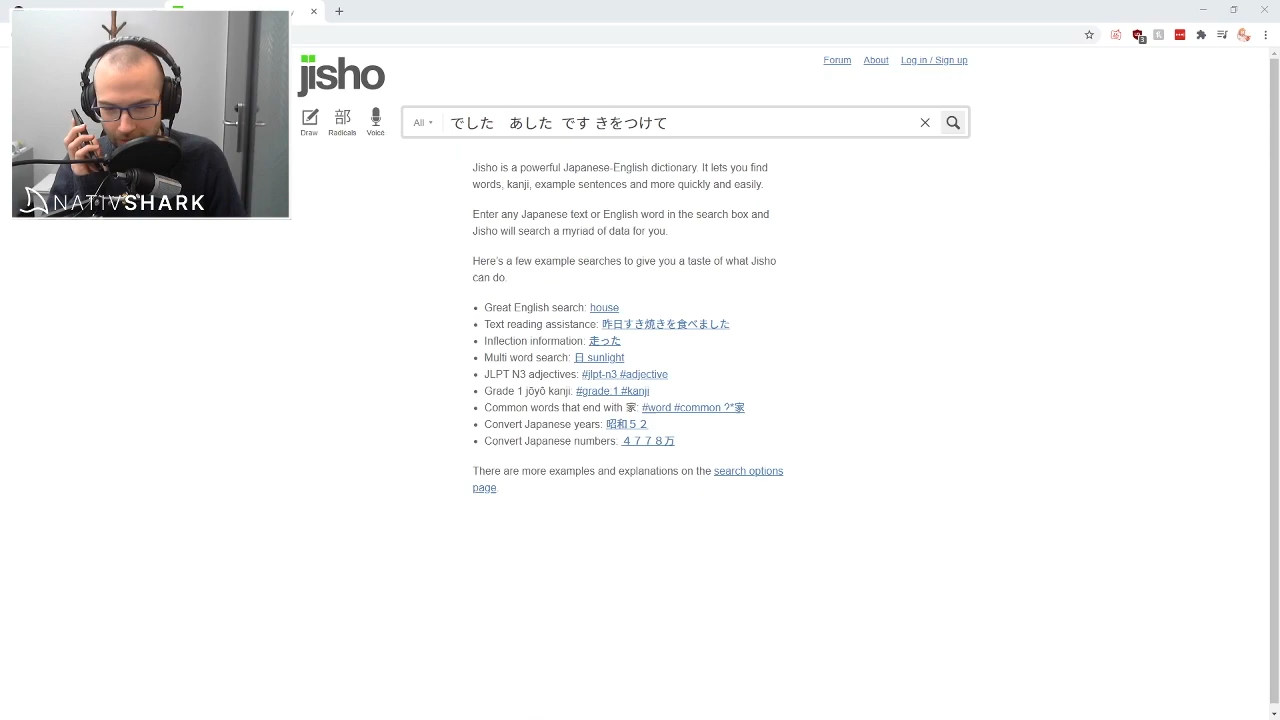 jisho
Forum About Log in / Sign up
Draw
部
Radicals
Voice
All でした あした です きをつけて
Jisho is a powerful Japanese-English dictionary. It lets you find
words, kanji, example sentences and more quickly and easily.
Enter any Japanese text or English word in the search box and
Jisho will search a myriad of data for you.
Here's a few example searches to give you a taste of what Jisho
can do.
Great English search: house
Text reading assistance: 昨日すき焼きを食べました
Inflection information: 走った
Multi word search: 日 sunlight
JLPT N3 adjectives: #jlpt-n3 #adjective
Grade 1 jōyō kanji: #grade:1 #kanji
Common words that end with 家: #word #common ?*家
Convert Japanese years: 昭和５２
Convert Japanese numbers: ４７７８万
There are more examples and explanations on the search options
page.
NATIVSHARK
3